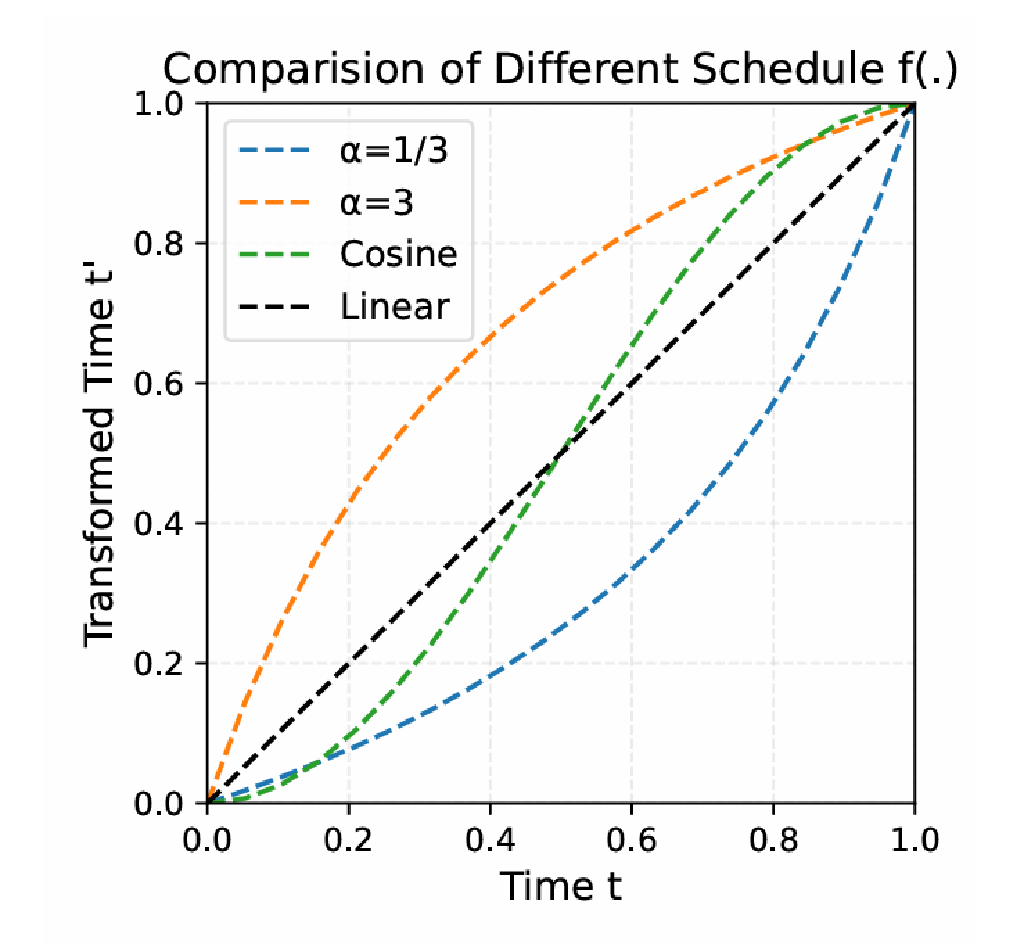 Comparision of Different Schedule f(.)
1.0
α=1/3
α=3
Cosine
Linear
0.8
0.6
0.4
0.2
0.0
Transformed Time t'
0.0 0.2 0.4 0.6 0.8 1.0
Time t